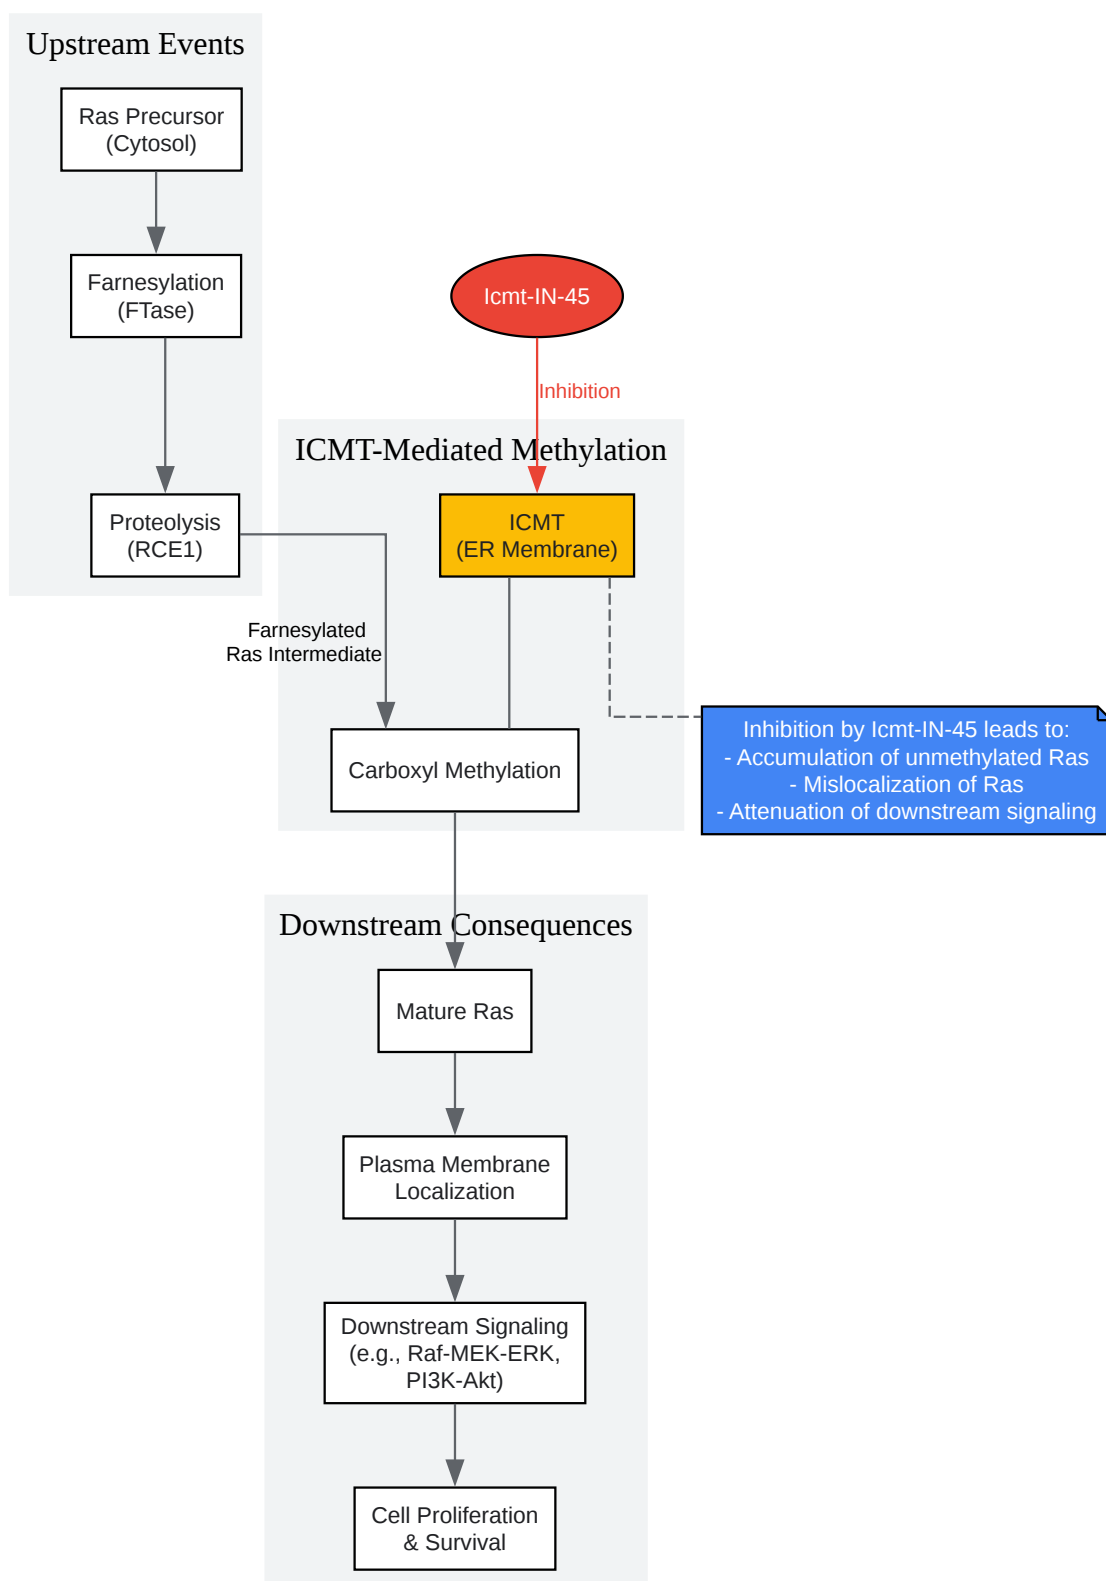 Upstream Events
Ras Precursor
(Cytosol)
Farnesylation
(FTase)
Icmt-IN-45
Inhibition
ICMT-Mediated Methylation
Proteolysis
(RCE1)
ICMT
(ER Membrane)
Farnesylated
Ras Intermediate
Carboxyl Methylation
Inhibition by Icmt-IN-45 leads to:
- Accumulation of unmethylated Ras
- Mislocalization of Ras
- Attenuation of downstream signaling
Downstream Consequences
Mature Ras
Plasma Membrane
Localization
Downstream Signaling
(e.g., Raf-MEK-ERK,
PI3K-Akt)
Cell Proliferation
& Survival